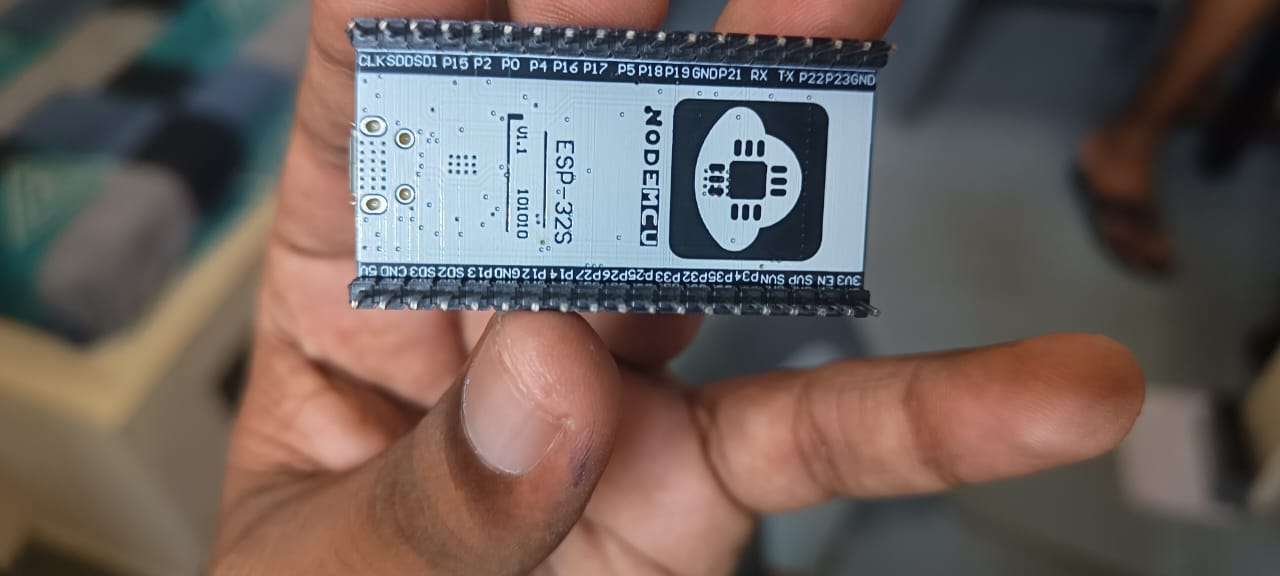 CLK SDD SD1 P15 P2 P0 P4 P16 P17 P5 P18 P19 GND P21 RX TX P22 P23 GND
V1.1 101010
ESP-32S
NODEMCU
3V3 EN SVP SVN P34 P35 P32 P33 P25 P26 P27 P14 P12 GND P13 SD2 SD3 CND 5V